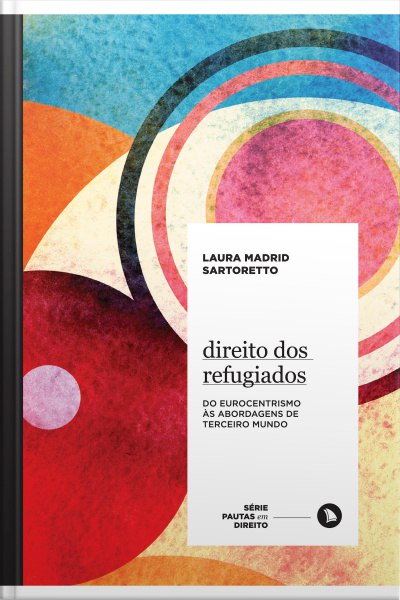 LAURA MADRID
SARTORETTO
direito dos
refugiados
DO EUROCENTRISMO
ÀS ABORDAGENS DE
TERCEIRO MUNDO
SÉRIE
PAUTAS em
DIREITO